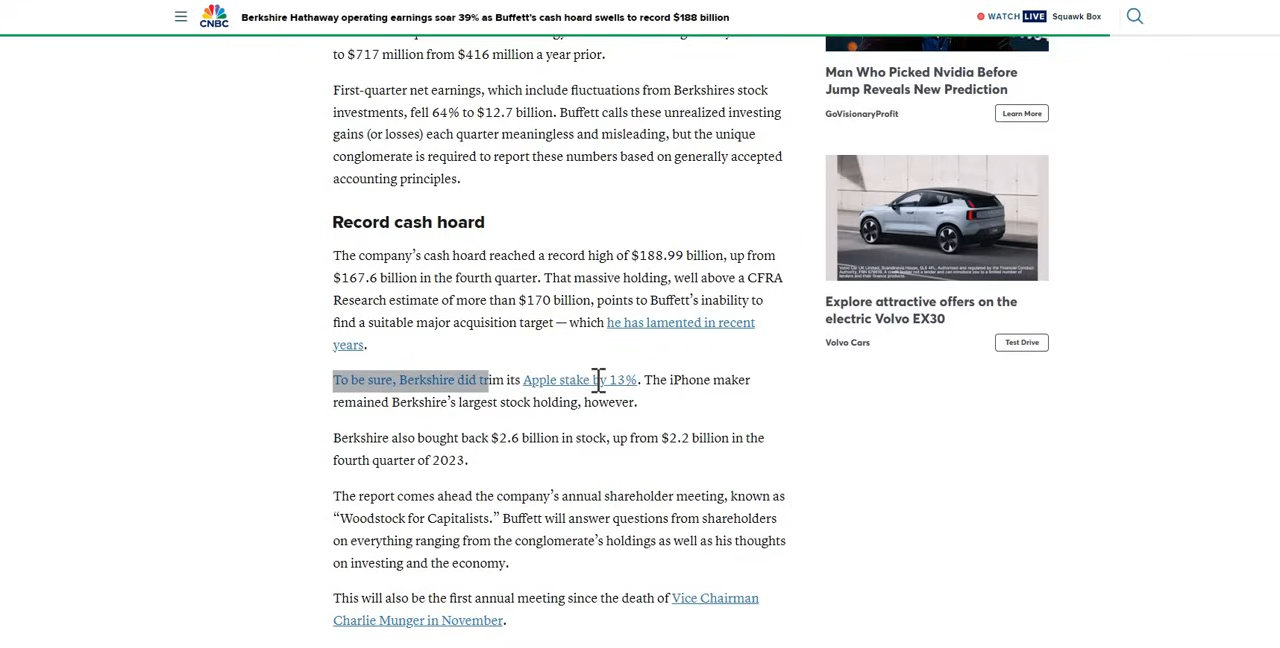 CNBC
Berkshire Hathaway operating earnings soar 39% as Buffett's cash hoard swells to record $188 billion
WATCH LIVE Squawk Box
to $717 million from $416 million a year prior.
First-quarter net earnings, which include fluctuations from Berkshires stock
investments, fell 64% to $12.7 billion. Buffett calls these unrealized investing
gains (or losses) each quarter meaningless and misleading, but the unique
conglomerate is required to report these numbers based on generally accepted
accounting principles.
Record cash hoard
The company’s cash hoard reached a record high of $188.99 billion, up from
$167.6 billion in the fourth quarter. That massive holding, well above a CFRA
Research estimate of more than $170 billion, points to Buffett’s inability to
find a suitable major acquisition target — which he has lamented in recent
years.
To be sure, Berkshire did trim its Apple stake by 13%. The iPhone maker
remained Berkshire’s largest stock holding, however.
Berkshire also bought back $2.6 billion in stock, up from $2.2 billion in the
fourth quarter of 2023.
The report comes ahead the company’s annual shareholder meeting, known as
“Woodstock for Capitalists.” Buffett will answer questions from shareholders
on everything ranging from the conglomerate’s holdings as well as his thoughts
on investing and the economy.
This will also be the first annual meeting since the death of Vice Chairman
Charlie Munger in November.
Man Who Picked Nvidia Before
Jump Reveals New Prediction
GoVisionaryProfit
Learn More
Explore attractive offers on the
electric Volvo EX30
Volvo Cars
Test Drive